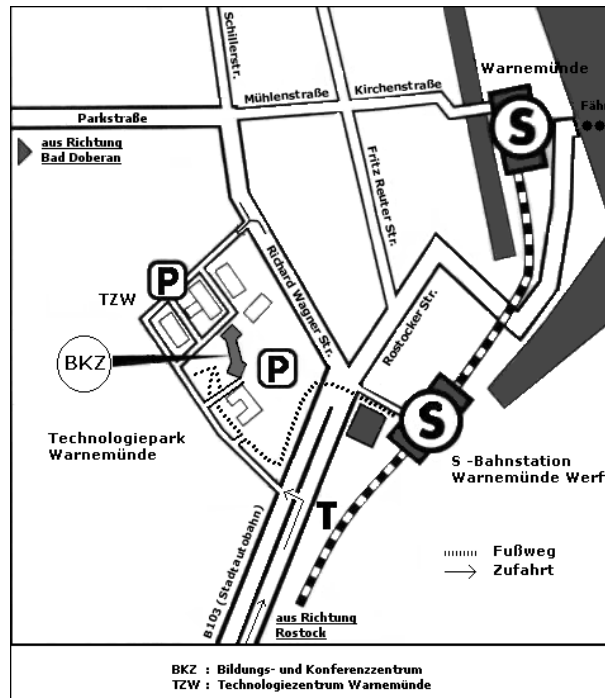 Schillerstr.
Warnemünde
Mühlenstraße
Kirchenstraße
Parkstraße
S
aus Richtung
Bad Doberan
Fritz Reuter Str.
Richard Wagner Str.
P
TZW
Rostocker Str.
BKZ
P
S
Technologiepark
Warnemünde
S -Bahnstation
Warnemünde Werf
T
B103 (Stadtautobahn)
Fußweg
Zufahrt
aus Richtung
Rostock
BKZ : Bildungs- und Konferenzzentrum
TZW : Technologiezentrum Warnemünde